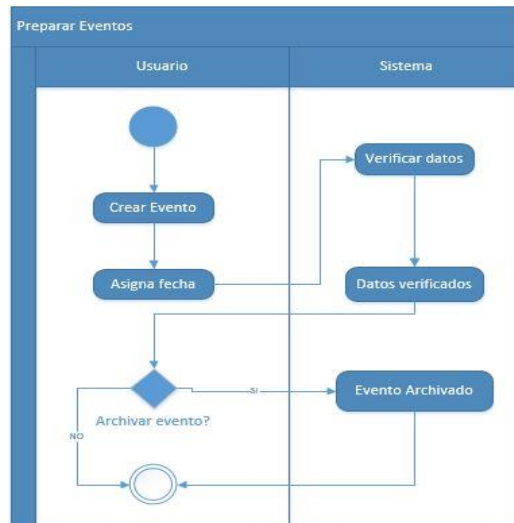 Preparar Eventos
Usuario
Sistema
Verificar datos
Crear Evento
Asigna fecha
Datos verificados
SI
Evento Archivado
Archivar evento?
NO